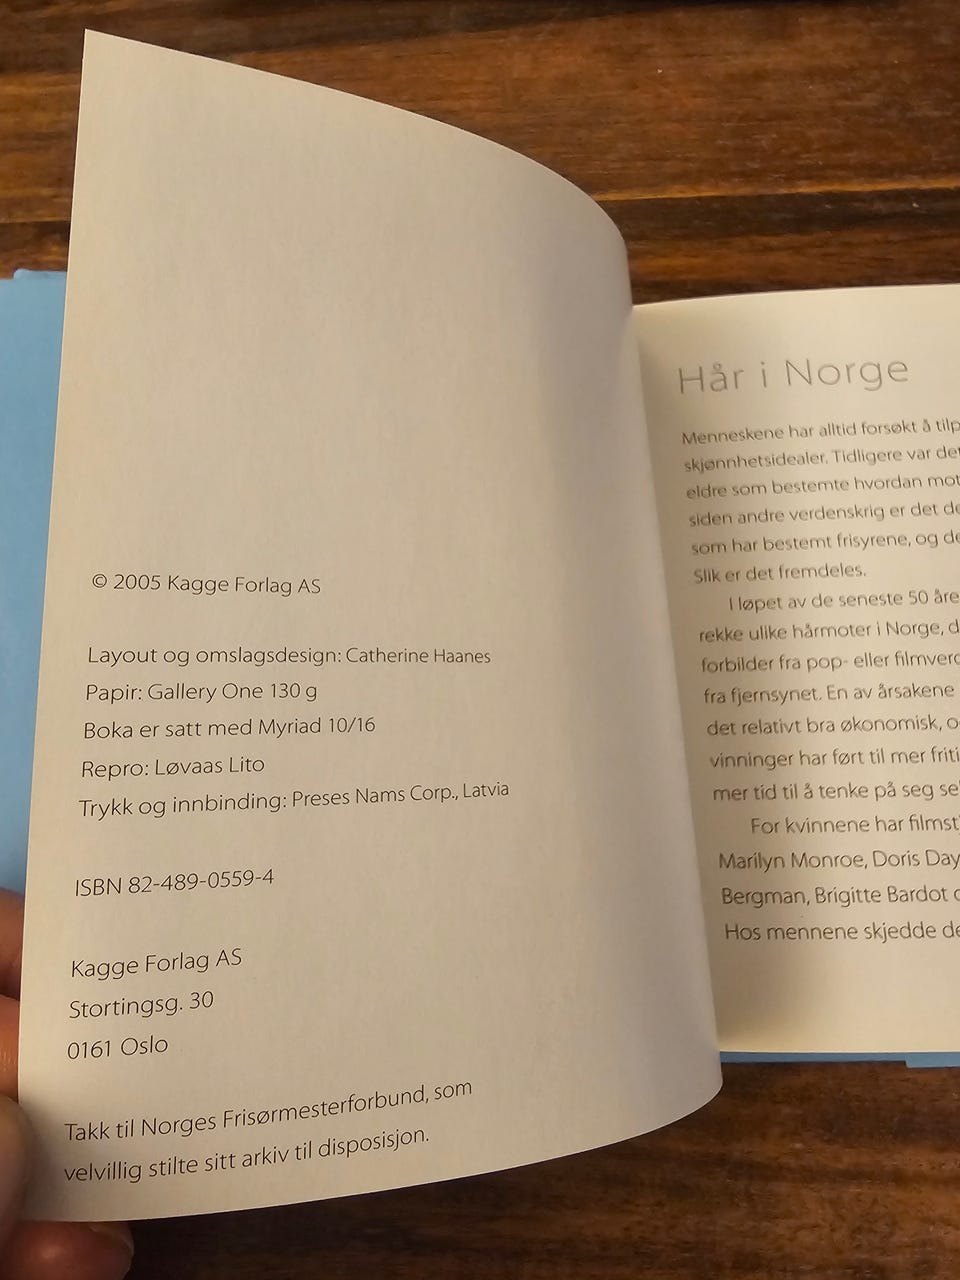 © 2005 Kagge Forlag AS
Layout og omslagsdesign: Catherine Haanes
Papir: Gallery One 130 g
Boka er satt med Myriad 10/16
Repro: Løvaas Lito
Trykk og innbinding: Preses Nams Corp., Latvia
ISBN 82-489-0559-4
Kagge Forlag AS
Stortingsg. 30
0161 Oslo
Takk til Norges Frisørmesterforbund, som
velvillig stilte sitt arkiv til disposisjon.
Hår i Norge
Menneskene har alltid forsøkt å
skjønnhetsidealer. Tidligere var
eldre som bestemte hvordan
siden andre verdenskrig er det
som har bestemt frisyrene, og
Slik er det fremdeles.
I løpet av de seneste 50
rekke ulike hårmoter i Norge,
forbilder fra pop- eller
fra fjernsynet. En av årsakene
det relativt bra økonomisk,
vinninger har ført til mer
mer tid til å tenke på seg
For kvinnene har
Marilyn Monroe, Doris Day
Bergman, Brigitte Bardot
Hos mennene skjedde